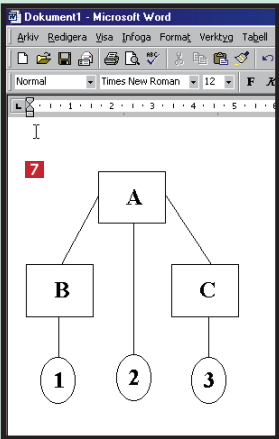 Dokument1 - Microsoft Word
Arkiv Redigera Visa Infoga Format Verktyg Tabell
Normal Times New Roman 12 F K
L 1 2 3 4 5
7
A
B C
1 2 3